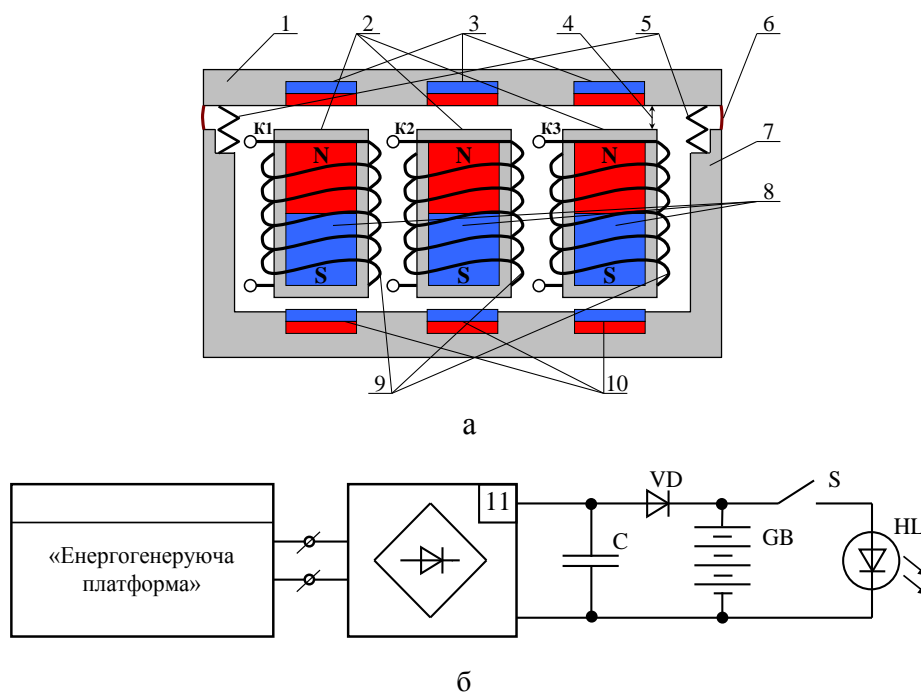 1 2 3 4 5 6
К1 К2 К3
7
N N N
8
S S S
9 10
а
11 VD S
HL
C GB
«Енергогенеруюча
платформа»
б